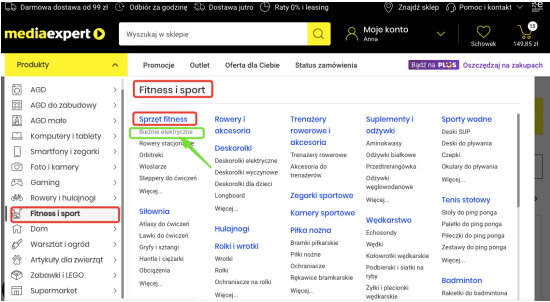 Darmowa dostawa od 99 zł
Odbiór za godzinę
Dostawa jutro
Raty 0% i leasing
Znajdź sklep
Pomoc i kontakt
mediaexpert
Wyszukaj w sklepie
Moje konto
Anna
Schowek
15
149,85 zł
Produkty
Promocje
Outlet
Oferta dla Ciebie
Status zamówienia
Bądź na PLUS
Oszczędzaj na zakupach
AGD
AGD do zabudowy
AGD małe
Komputery i tablety
Smartfony i zegarki
Foto i kamery
Gaming
Rowery i hulajnogi
Fitness i sport
Dom
Warsztat i ogród
Artykuły dla zwierząt
Zabawki i LEGO
Supermarket
Fitness i sport
Sprzęt fitness
Bieżnie elektryczne
Rowery stacjonarne
Orbitreki
Wioślarze
Steppery do ćwiczeń
Więcej...
Siłownia
Atlasy do ćwiczeń
Ławki do ćwiczeń
Gryfy i sztangi
Hantle i ciężarki
Obciążenia
Więcej...
Rowery i
akcesoria
Deskorolki
Deskorolki elektryczne
Deskorolki wyczynowe
Deskorolki dla dzieci
Longboard
Więcej...
Hulajnogi
Rolki i wrotki
Wrotki
Rolki
Ochraniacze na rolki
Więcej...
Trenażery
rowerowe i
akcesoria
Trenażery rowerowe
Akcesoria do
trenażerów
Zegarki sportowe
Kamery sportowe
Piłka nożna
Bramki piłkarskie
Piłki nożne
Ochraniacze
Rękawice bramkarskie
Więcej...
Suplementy i
odżywki
Aminokwasy
Odżywki białkowe
Przedtreningówka
Odżywki
węglowodanowe
Więcej...
Wędkarstwo
Echosondy
Wędki
Kołowrotki wędkarskie
Podbieraki i siatki na
ryby
Żyłki i plecionki
wędkarskie
Sporty wodne
Deski SUP
Deski do pływania
Czepki
Okulary do pływania
Więcej...
Tenis stołowy
Stoły do ping ponga
Paletki do ping ponga
Piłeczki do ping ponga
Zestawy do ping ponga
Więcej...
Badminton
Rakietki do badmintona